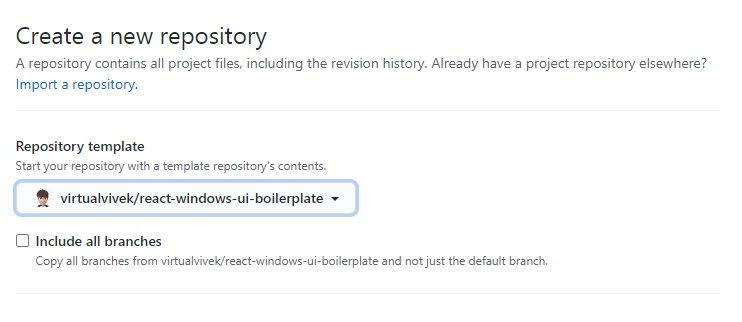 Create a new repository
A repository contains all project files, including the revision history. Already have a project repository elsewhere?
Import a repository.
Repository template
Start your repository with a template repository's contents.
virtualvivek/react-windows-ui-boilerplate
Include all branches
Copy all branches from virtualvivek/react-windows-ui-boilerplate and not just the default branch.